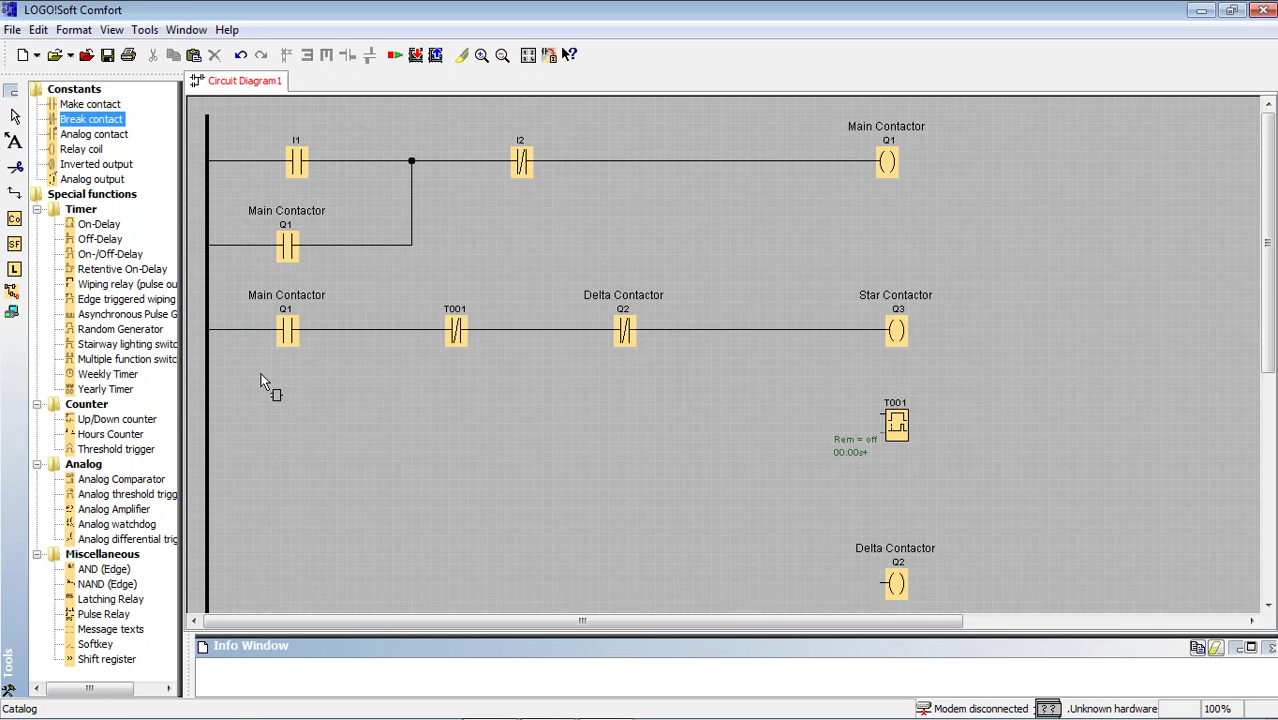 LOGO!Soft Comfort
File Edit Format View Tools Window Help
Circuit Diagram1
Constants
Make contact
Break contact
Analog contact
Relay coil
Inverted output
Analog output
Special functions
Timer
On-Delay
Off-Delay
On-/Off-Delay
Retentive On-Delay
Wiping relay (pulse ou
Edge triggered wiping
Asynchronous Pulse G
Random Generator
Stairway lighting switc
Multiple function switc
Weekly Timer
Yearly Timer
Counter
Up/Down counter
Hours Counter
Threshold trigger
Analog
Analog Comparator
Analog threshold trigg
Analog Amplifier
Analog watchdog
Analog differential trig
Miscellaneous
AND (Edge)
NAND (Edge)
Latching Relay
Pulse Relay
Message texts
Softkey
Shift register
Co
SF
L
Tools
Main Contactor
I1 I2 Q1
Main Contactor
Q1
Main Contactor Delta Contactor Star Contactor
Q1 T001 Q2 Q3
T001
Rem = off
00:00s+
Delta Contactor
Q2
Info Window
Catalog Modem disconnected ?? .Unknown hardware 100%